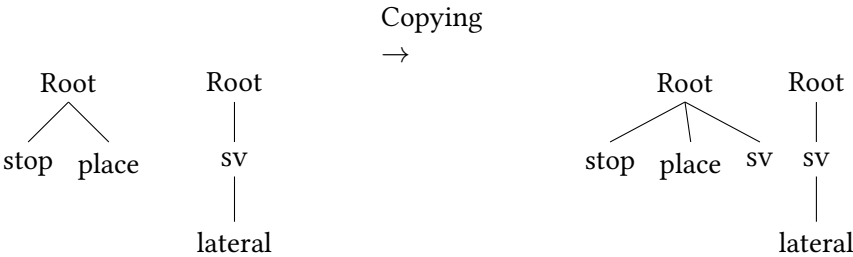 Copying
→
Root Root Root Root
stop place sv stop place sv sv
lateral lateral